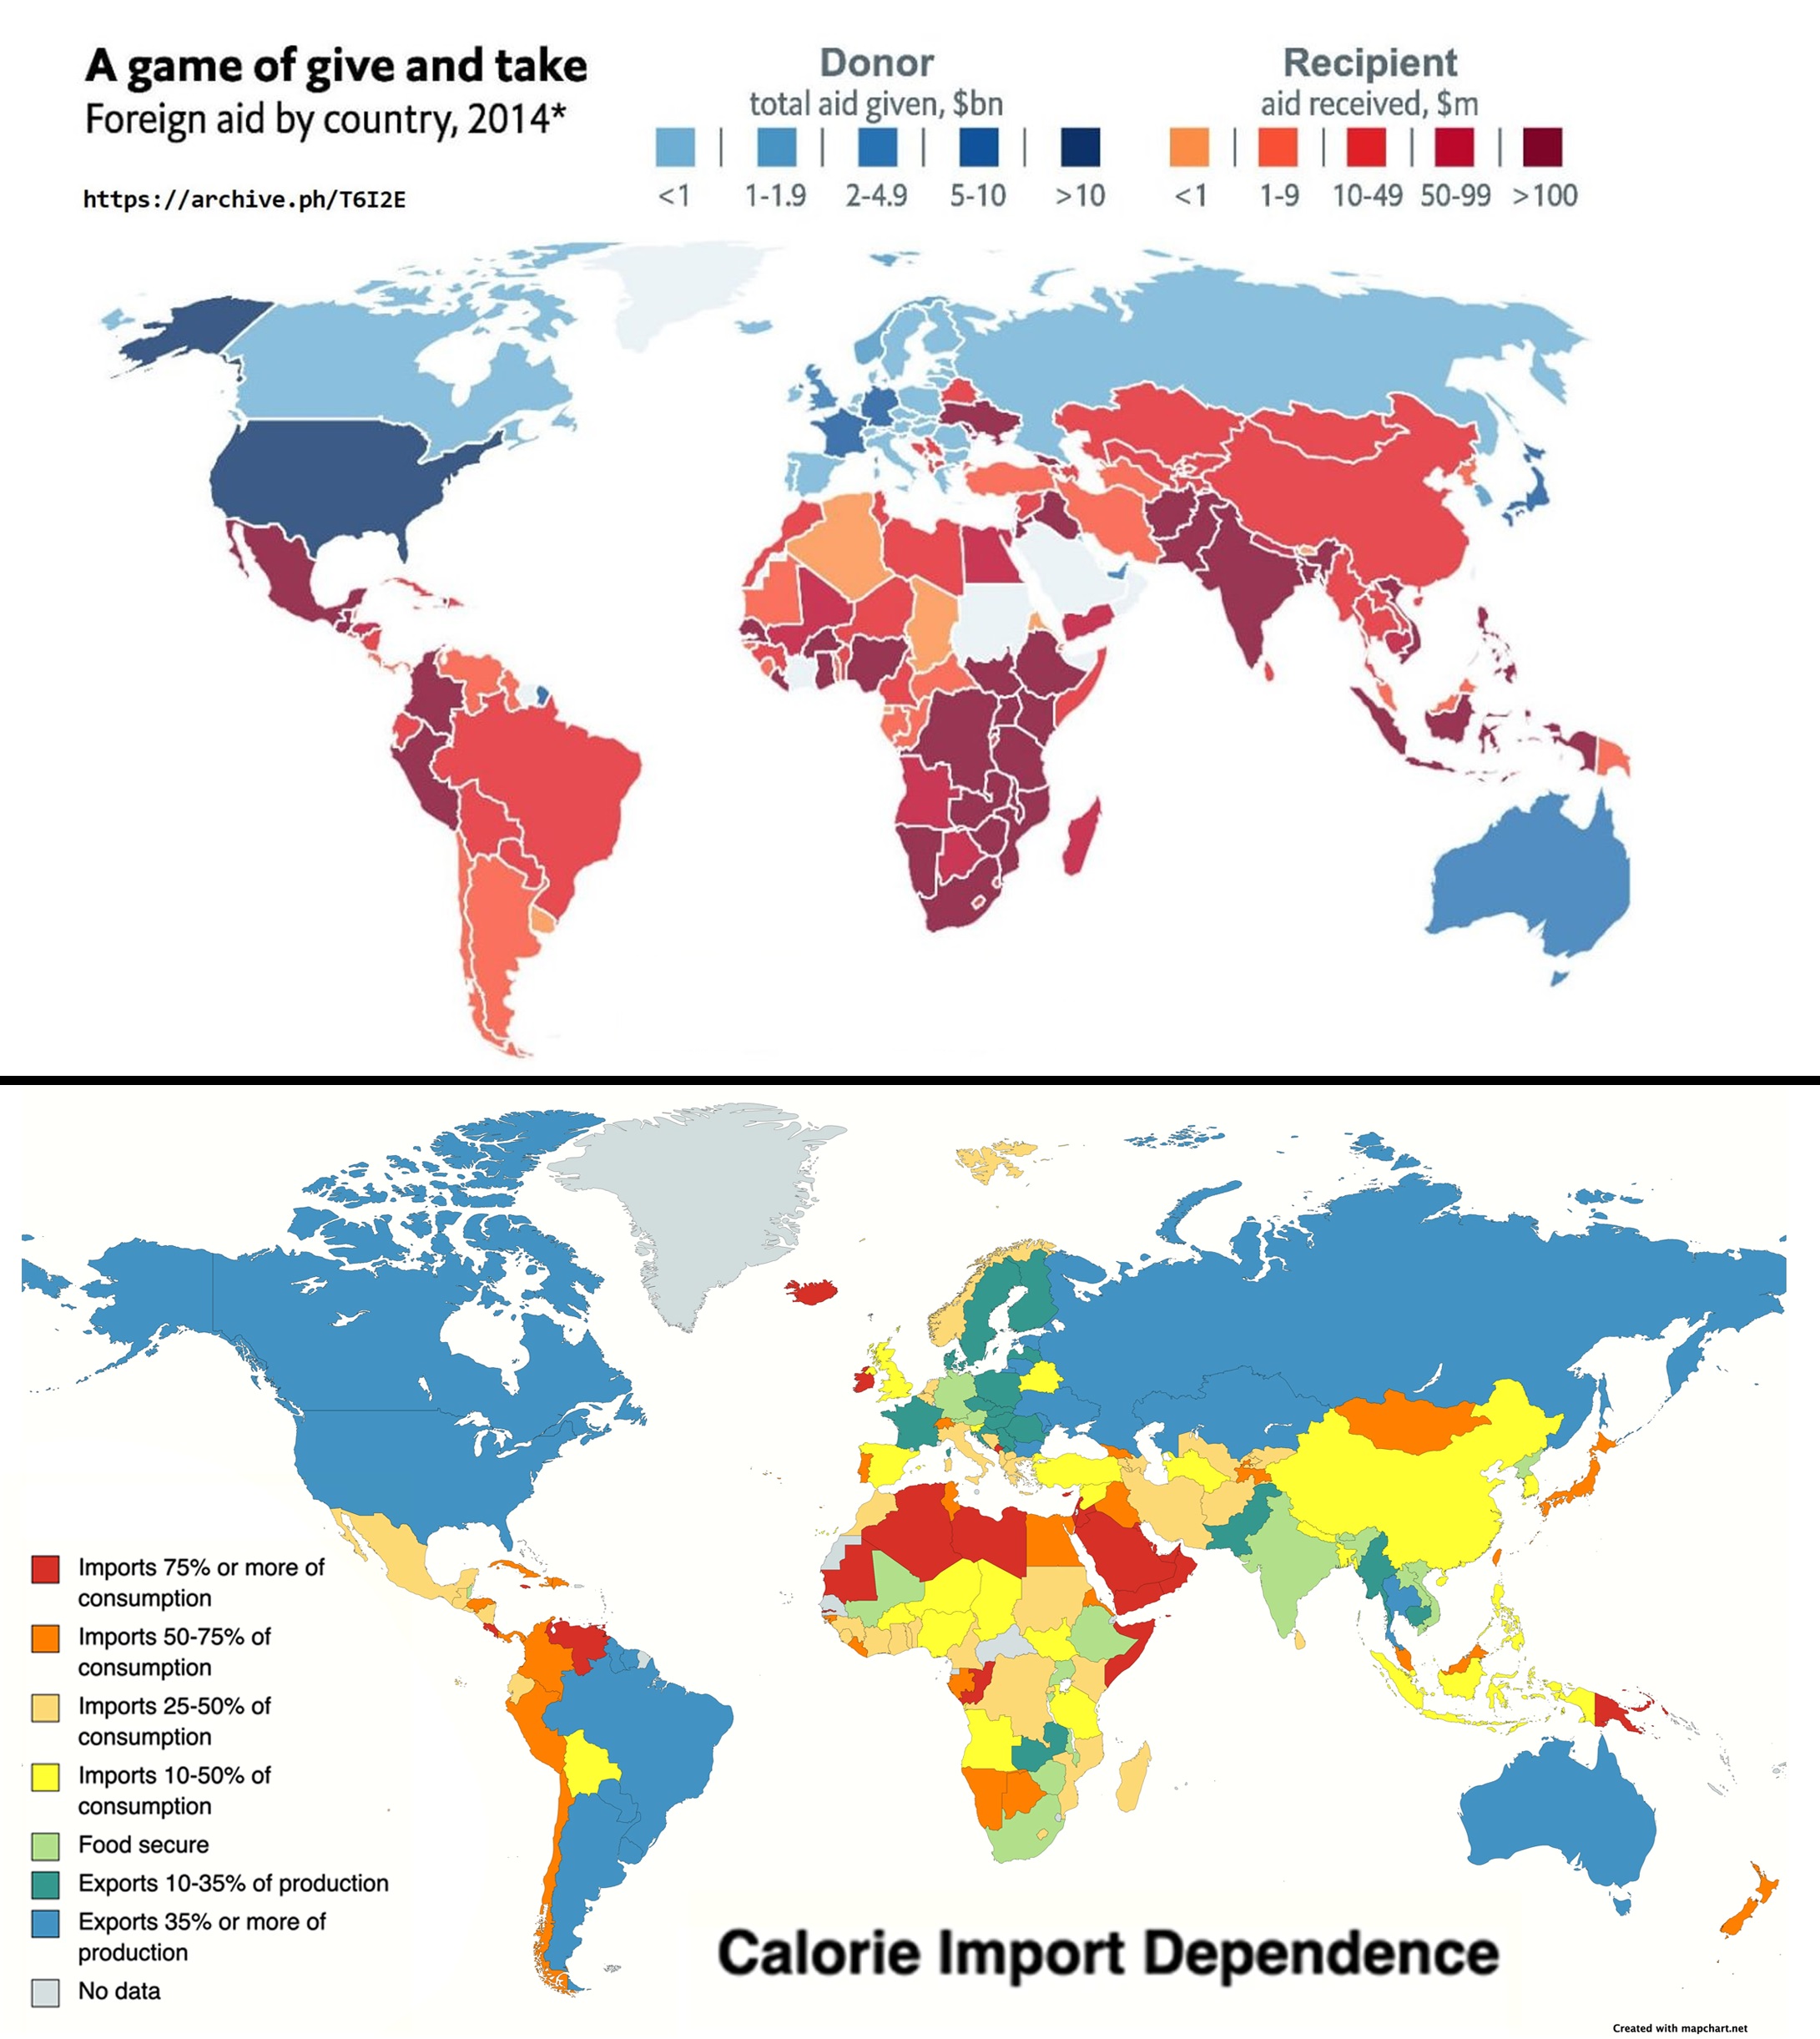 A game of give and take
Foreign aid by country, 2014*
https://archive.ph/T6I2E
Donor
total aid given, $bn
<1 1-1.9 2-4.9 5-10 >10
Recipient
aid received, $m
<1 1-9 10-49 50-99 >100
Imports 75% or more of
consumption
Imports 50-75% of
consumption
Imports 25-50% of
consumption
Imports 10-50% of
consumption
Food secure
Exports 10-35% of production
Exports 35% or more of
production
No data
Calorie Import Dependence
Created with mapchart.net